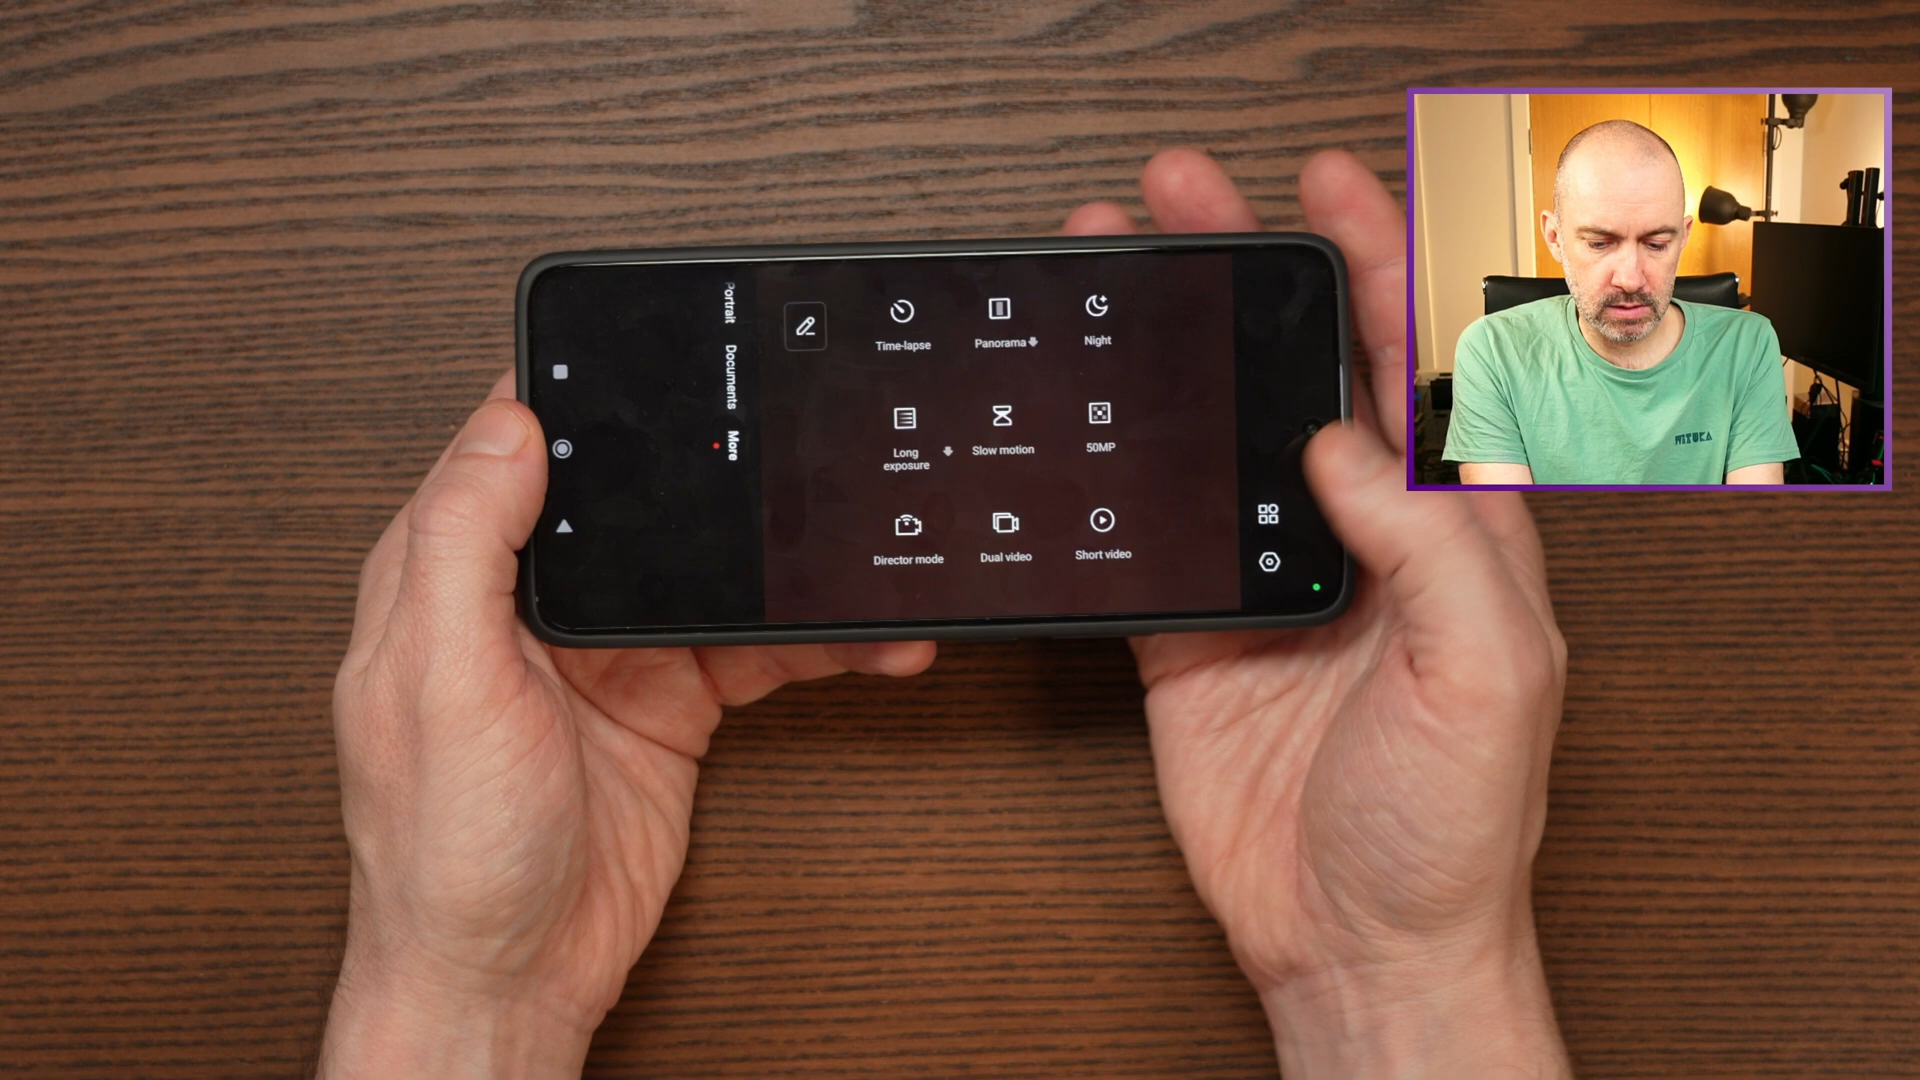 Portrait
Documents
More
Time-lapse
Panorama
Night
Long
exposure
Slow motion
50MP
Director mode
Dual video
Short video